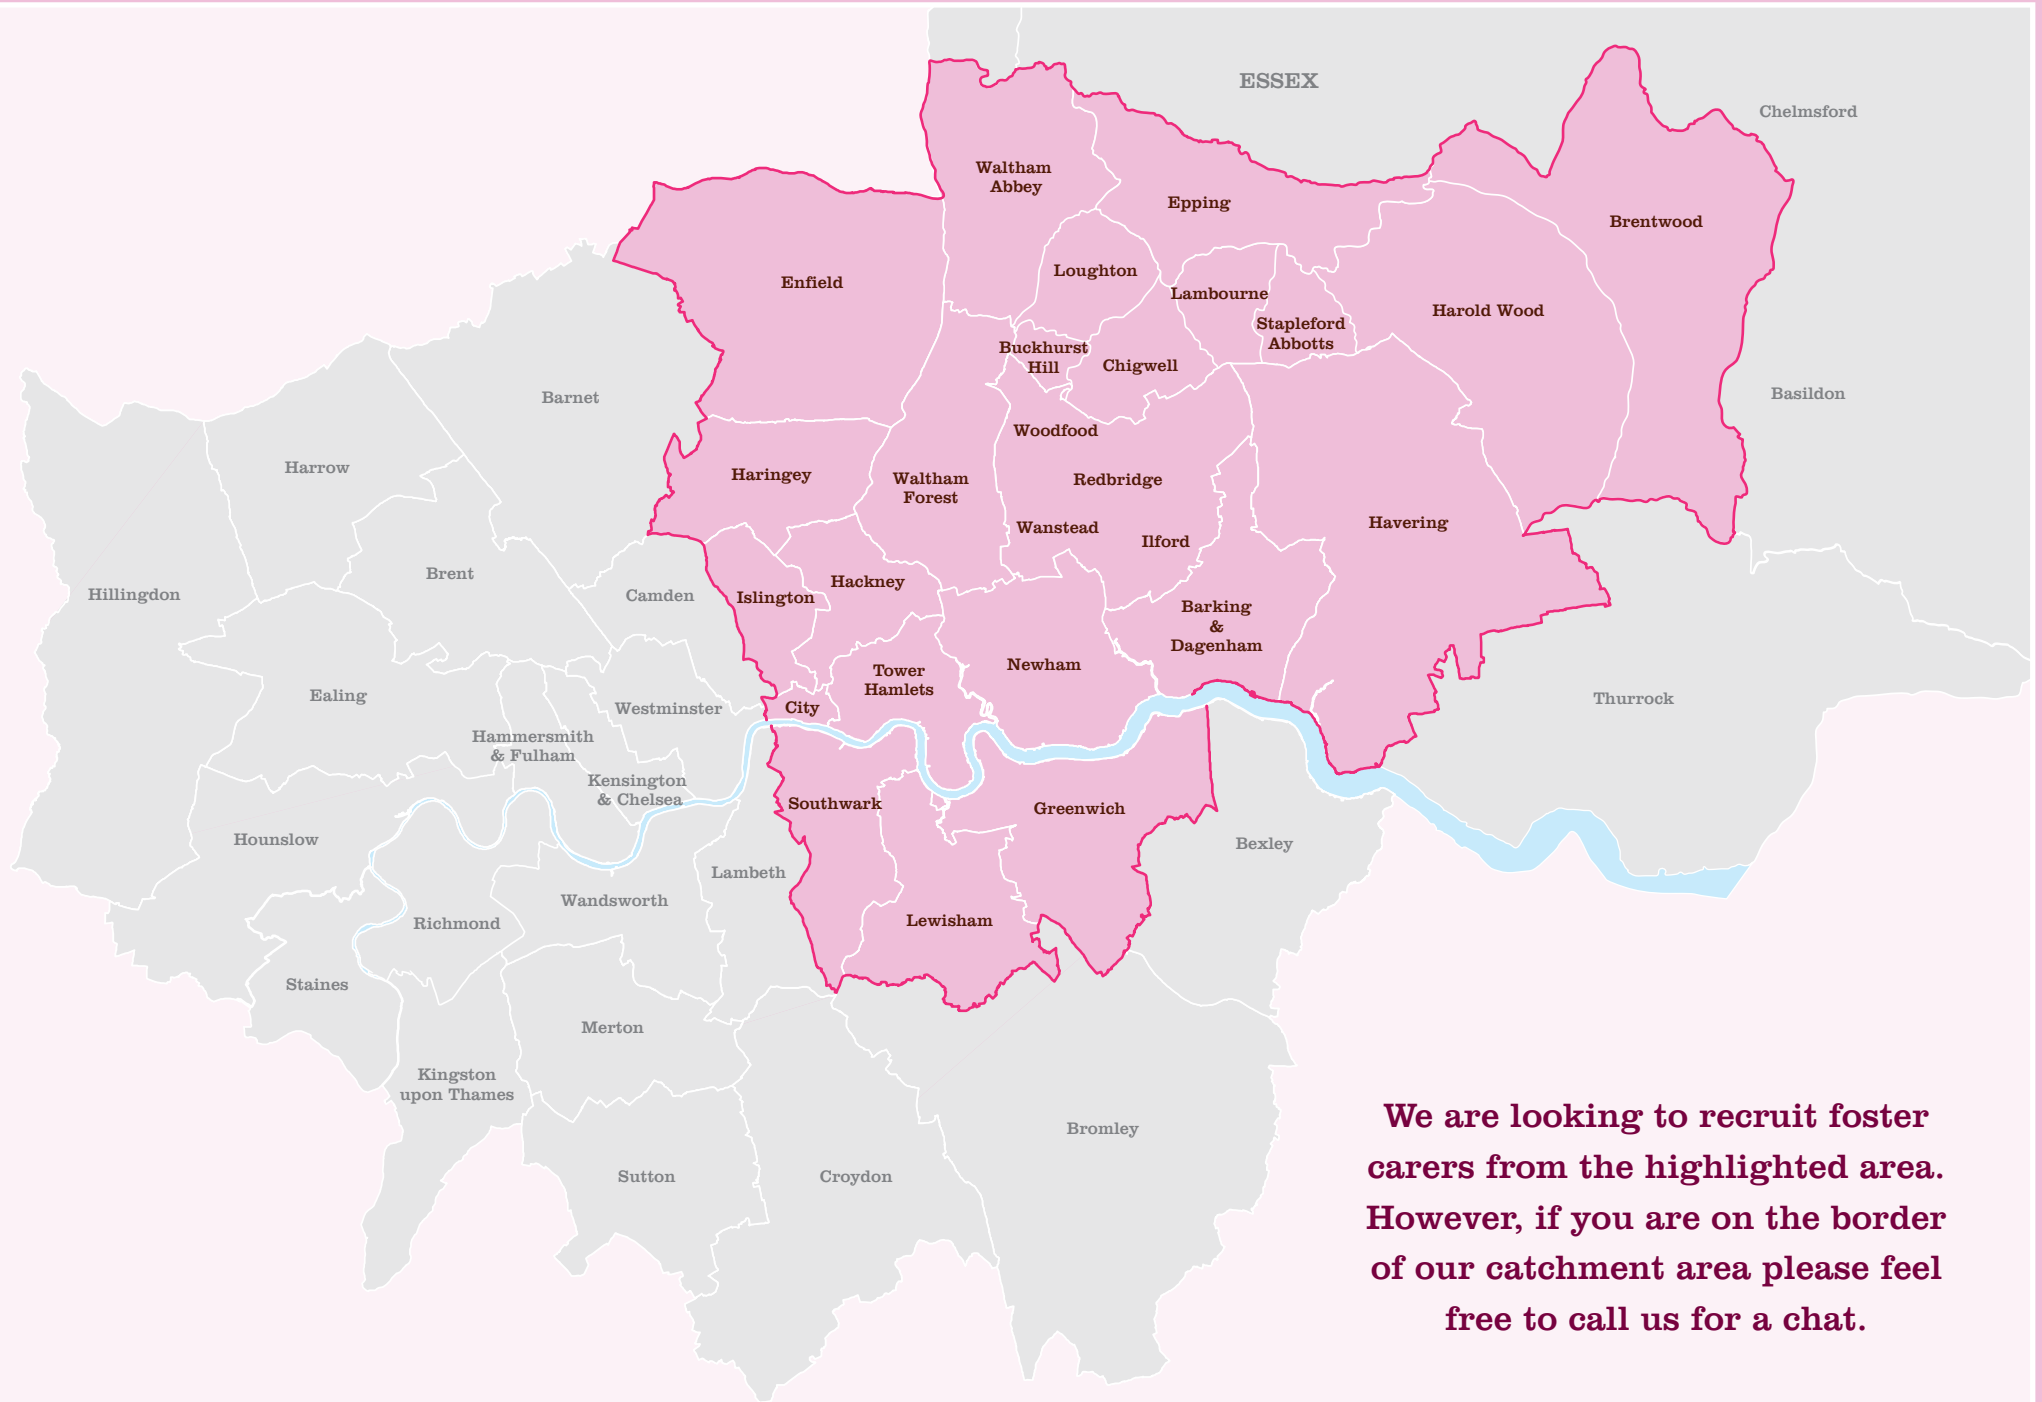 ESSEX
Chelmsford
Waltham
Abbey
Epping
Brentwood
Loughton
Enfield
Lambourne
Harold Wood
Stapleford
Abbotts
Buckhurst
Hill
Chigwell
Barnet
Basildon
Woodfood
Harrow
Haringey
Waltham
Forest
Redbridge
Wanstead
Havering
Ilford
Brent
Hackney
Hillingdon
Camden
Islington
Barking
&
Dagenham
Newham
Tower
Hamlets
Ealing
Westminster
City
Thurrock
Hammersmith
& Fulham
Kensington
& Chelsea
Southwark
Greenwich
Hounslow
Bexley
Lambeth
Wandsworth
Richmond
Lewisham
Staines
Merton
Kingston
upon Thames
Bromley
Sutton
Croydon
We are looking to recruit foster
carers from the highlighted area.
However, if you are on the border
of our catchment area please feel
free to call us for a chat.